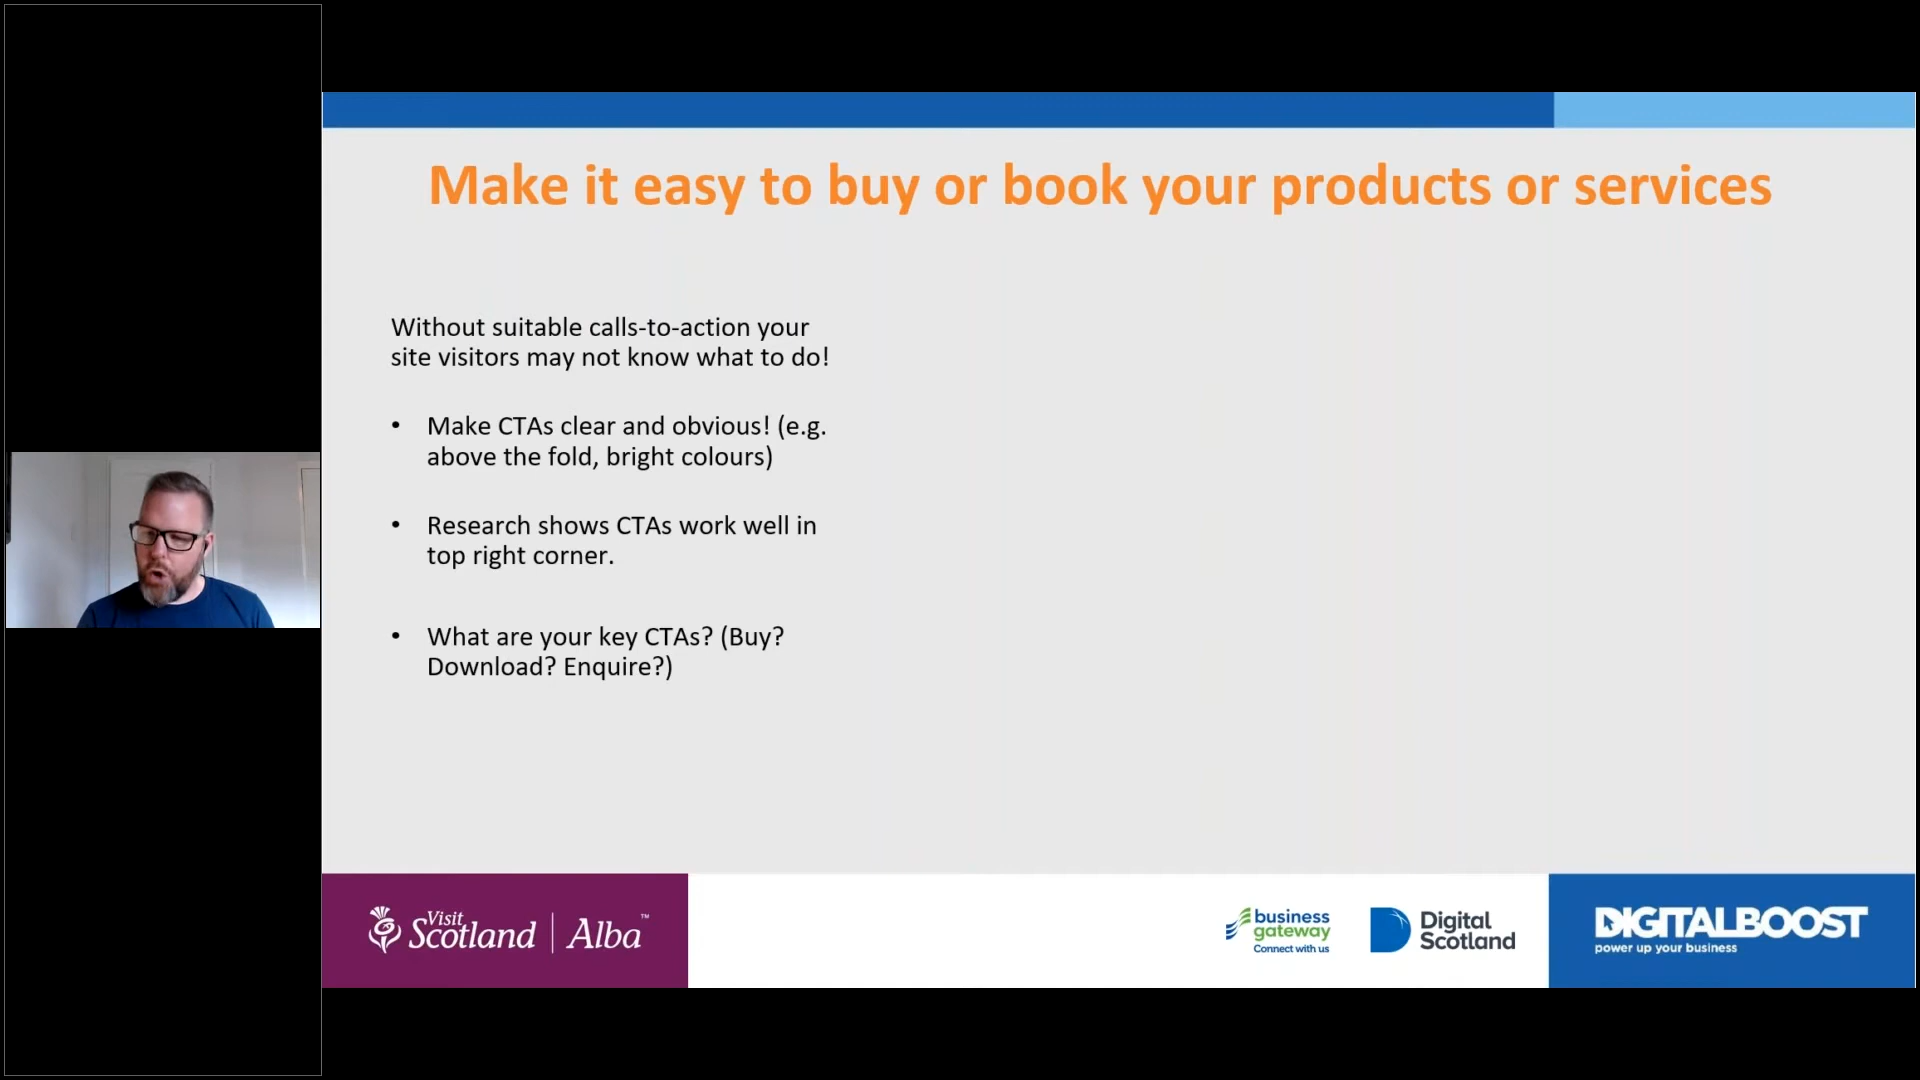 Make it easy to buy or book your products or services
Without suitable calls-to-action your
site visitors may not know what to do!
• Make CTAs clear and obvious! (e.g.
above the fold, bright colours)
• Research shows CTAs work well in
top right corner.
• What are your key CTAs? (Buy?
Download? Enquire?)
Visit
Scotland | Alba™
business
gateway
Connect with us
Digital
Scotland
DIGITALBOOST
power up your business